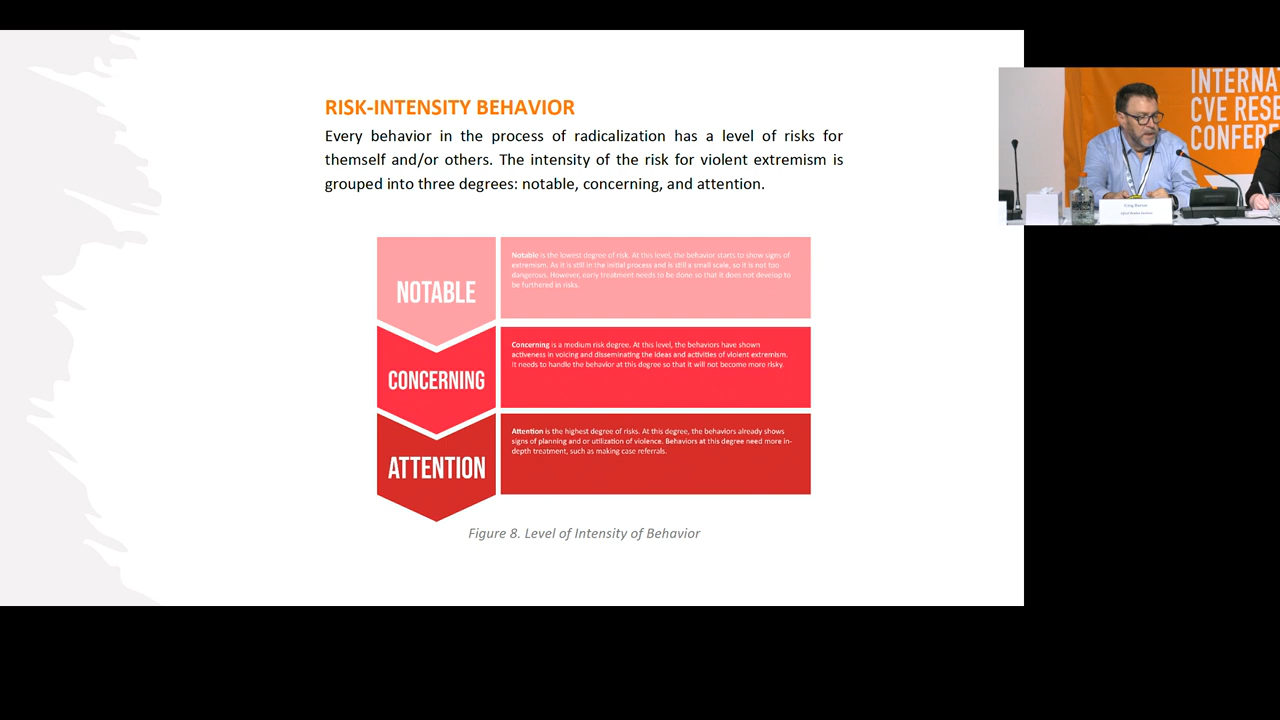 RISK-INTENSITY BEHAVIOR
Every behavior in the process of radicalization has a level of risks for
themself and/or others. The intensity of the risk for violent extremism is
grouped into three degrees: notable, concerning, and attention.
NOTABLE
Notable is the lowest degree of risk. At this level, the behavior starts to show signs of
extremism. As it is still in the initial process and is still a small scale, so it is not too
dangerous. However, early treatment needs to be done so that it does not develop to
be furthered in risks.
CONCERNING
Concerning is a medium risk degree. At this level, the behaviors have shown
activeness in voicing and disseminating the ideas and activities of violent extremism.
It needs to handle the behavior at this degree so that it will not become more risky.
ATTENTION
Attention is the highest degree of risks. At this degree, the behaviors already shows
signs of planning and or utilization of violence. Behaviors at this degree need more in-
depth treatment, such as making case referrals.
Figure 8. Level of Intensity of Behavior
INTERNA
CVE RESE
CONFER